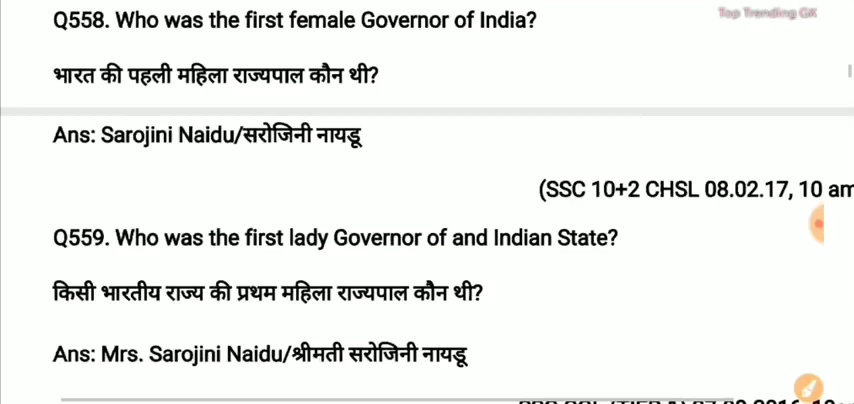 Top Trending GK
Q558. Who was the first female Governor of India?
भारत की पहली महिला राज्यपाल कौन थी?
Ans: Sarojini Naidu/सरोजिनी नायडू
(SSC 10+2 CHSL 08.02.17, 10 am
Q559. Who was the first lady Governor of and Indian State?
किसी भारतीय राज्य की प्रथम महिला राज्यपाल कौन थी?
Ans: Mrs. Sarojini Naidu/श्रीमती सरोजिनी नायडू